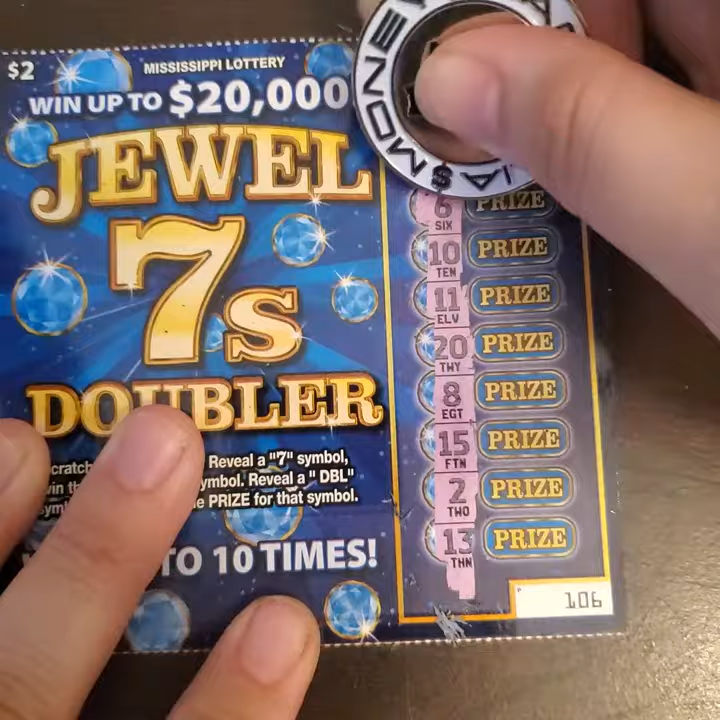 $2
MISSISSIPPI LOTTERY
WIN UP TO $20,000
JEWEL
7s
DOUBLER
Reveal a "7" symbol,
Reveal a " DBL"
PRIZE for that symbol.
TO 10 TIMES!
MONEY
6 PRIZE
SIX
10 PRIZE
TEN
11 PRIZE
ELV
20 PRIZE
TWY
8 PRIZE
EGT
15 PRIZE
FTN
2 PRIZE
TWO
13 PRIZE
THN
106